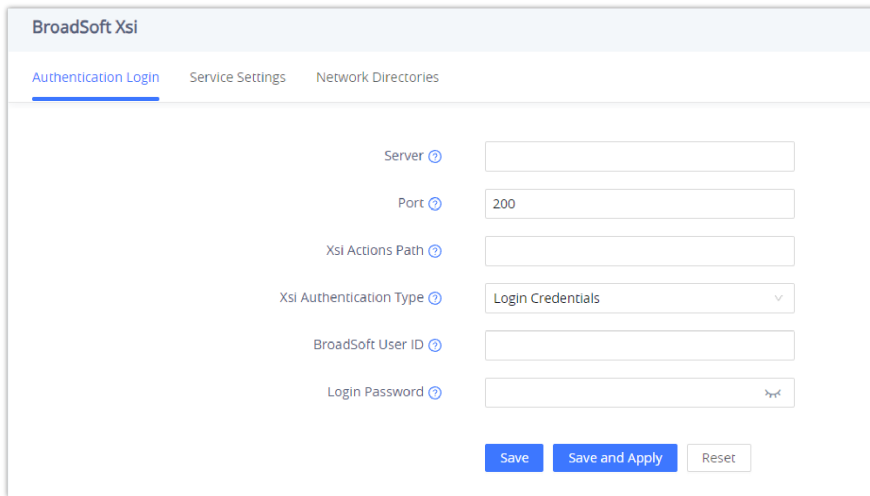 BroadSoft Xsi
Authentication Login Service Settings Network Directories
Server
Port 200
Xsi Actions Path
Xsi Authentication Type Login Credentials
BroadSoft User ID
Login Password
Save Save and Apply Reset